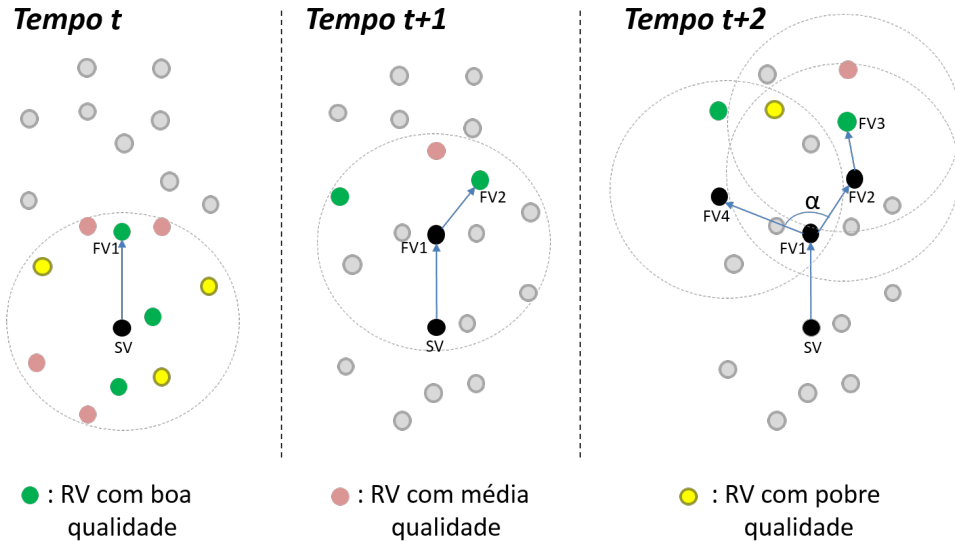 Tempo t
Tempo t+1
Tempo t+2
FV1
SV
FV2
FV1
SV
FV3
α
FV2
FV4
FV1
SV
: RV com boa
qualidade
: RV com média
qualidade
: RV com pobre
qualidade